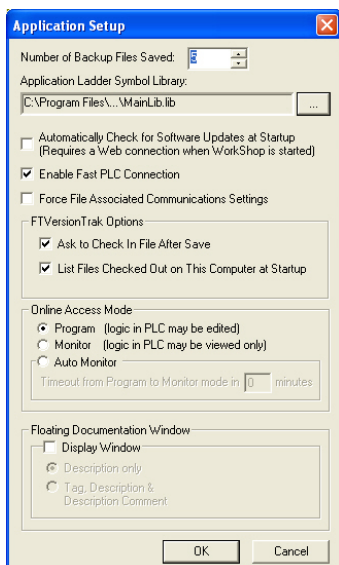 Application Setup
Number of Backup Files Saved: 5
Application Ladder Symbol Library:
C:\Program Files\...\MainLib.lib ...
Automatically Check for Software Updates at Startup
(Requires a Web connection when WorkShop is started)
Enable Fast PLC Connection
Force File Associated Communications Settings
FTVersionTrak Options
Ask to Check In File After Save
List Files Checked Out on This Computer at Startup
Online Access Mode
Program (logic in PLC may be edited)
Monitor (logic in PLC may be viewed only)
Auto Monitor
Timeout from Program to Monitor mode in 0 minutes
Floating Documentation Window
Display Window
Description only
Tag, Description &
Description Comment
OK Cancel